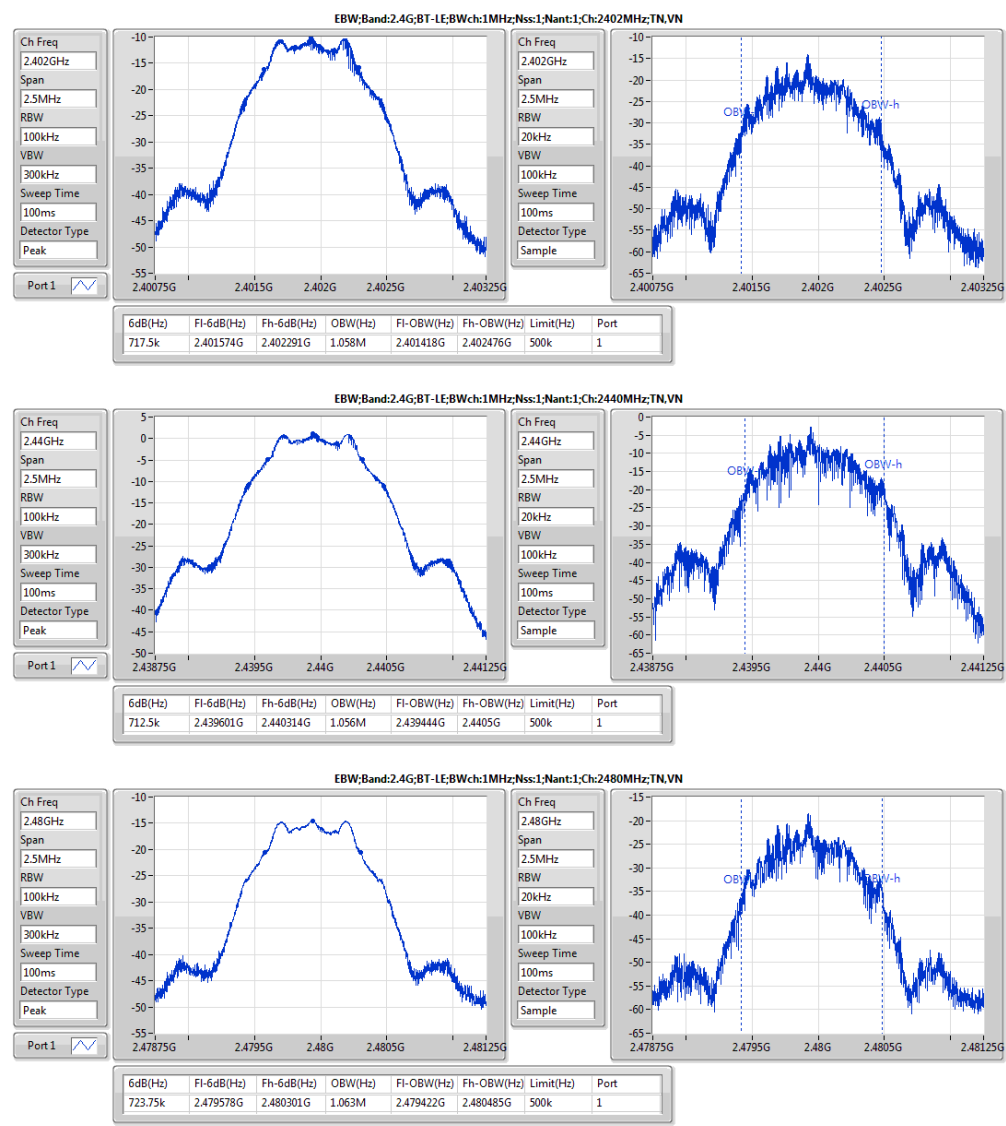 EBW;Band:2.4G;BT-LE;BWch:1MHz;Nss:1;Nant:1;Ch:2402MHz;TN,VN
Ch Freq
2.402GHz
Span
2.5MHz
RBW
100kHz
VBW
300kHz
Sweep Time
100ms
Detector Type
Peak
Port 1
-10
-15
-20
-25
-30
-35
-40
-45
-50
-55
2.40075G 2.4015G 2.402G 2.4025G 2.40325G
Ch Freq
2.402GHz
Span
2.5MHz
RBW
20kHz
VBW
100kHz
Sweep Time
100ms
Detector Type
Sample
-10
-15
-20
-25
-30
-35
-40
-45
-50
-55
-60
-65
OBW-h
2.40075G 2.4015G 2.402G 2.4025G 2.40325G
6dB(Hz) Fl-6dB(Hz) Fh-6dB(Hz) OBW(Hz) Fl-OBW(Hz) Fh-OBW(Hz) Limit(Hz) Port
717.5k 2.401574G 2.402291G 1.058M 2.401418G 2.402476G 500k 1
EBW;Band:2.4G;BT-LE;BWch:1MHz;Nss:1;Nant:1;Ch:2440MHz;TN,VN
Ch Freq
2.44GHz
Span
2.5MHz
RBW
100kHz
VBW
300kHz
Sweep Time
100ms
Detector Type
Peak
Port 1
5
0
-5
-10
-15
-20
-25
-30
-35
-40
-45
-50
2.43875G 2.4395G 2.44G 2.4405G 2.44125G
Ch Freq
2.44GHz
Span
2.5MHz
RBW
20kHz
VBW
100kHz
Sweep Time
100ms
Detector Type
Sample
0
-5
-10
-15
-20
-25
-30
-35
-40
-45
-50
-55
-60
-65
OBW-h
2.43875G 2.4395G 2.44G 2.4405G 2.44125G
6dB(Hz) Fl-6dB(Hz) Fh-6dB(Hz) OBW(Hz) Fl-OBW(Hz) Fh-OBW(Hz) Limit(Hz) Port
712.5k 2.439601G 2.440314G 1.056M 2.439444G 2.4405G 500k 1
EBW;Band:2.4G;BT-LE;BWch:1MHz;Nss:1;Nant:1;Ch:2480MHz;TN,VN
Ch Freq
2.48GHz
Span
2.5MHz
RBW
100kHz
VBW
300kHz
Sweep Time
100ms
Detector Type
Peak
Port 1
-10
-15
-20
-25
-30
-35
-40
-45
-50
-55
2.47875G 2.4795G 2.48G 2.4805G 2.48125G
Ch Freq
2.48GHz
Span
2.5MHz
RBW
20kHz
VBW
100kHz
Sweep Time
100ms
Detector Type
Sample
-15
-20
-25
-30
-35
-40
-45
-50
-55
-60
-65
OBW-h
2.47875G 2.4795G 2.48G 2.4805G 2.48125G
6dB(Hz) Fl-6dB(Hz) Fh-6dB(Hz) OBW(Hz) Fl-OBW(Hz) Fh-OBW(Hz) Limit(Hz) Port
723.75k 2.479578G 2.480301G 1.063M 2.479422G 2.480485G 500k 1